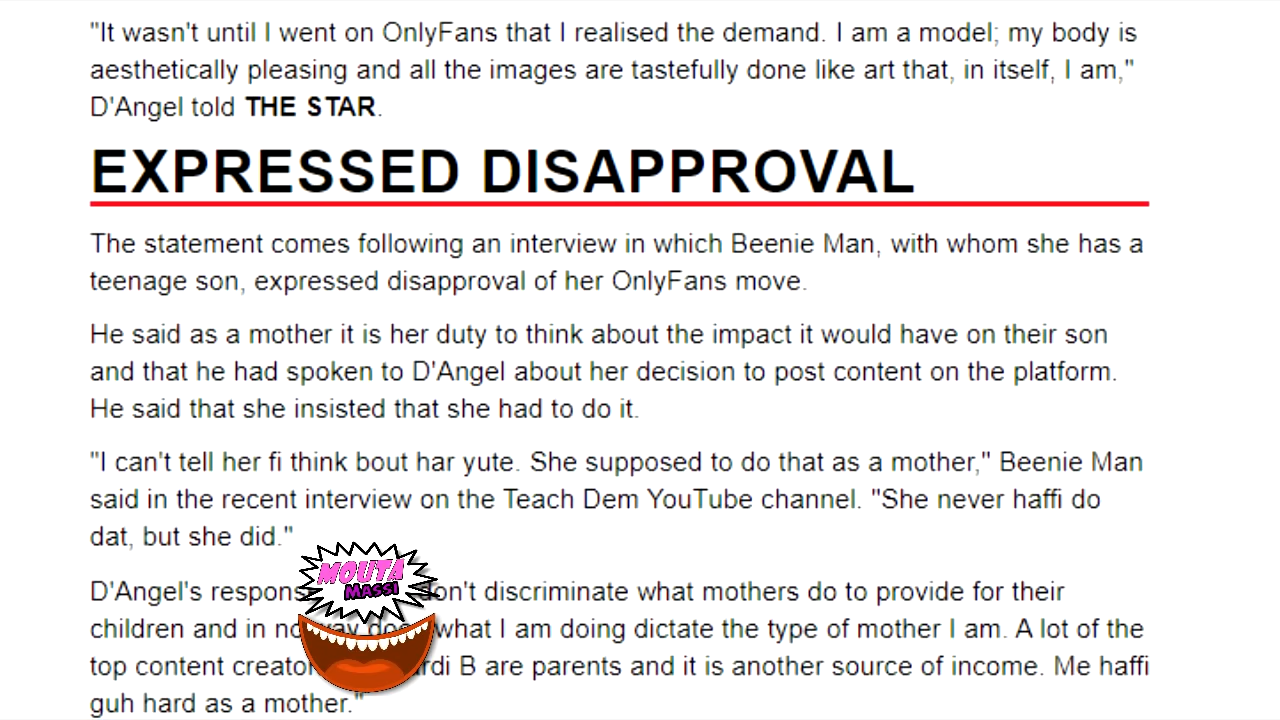 "It wasn't until I went on OnlyFans that I realised the demand. I am a model; my body is
aesthetically pleasing and all the images are tastefully done like art that, in itself, I am,"
D'Angel told THE STAR.
EXPRESSED DISAPPROVAL
The statement comes following an interview in which Beenie Man, with whom she has a
teenage son, expressed disapproval of her OnlyFans move.
He said as a mother it is her duty to think about the impact it would have on their son
and that he had spoken to D'Angel about her decision to post content on the platform.
He said that she insisted that she had to do it.
"I can't tell her fi think bout har yute. She supposed to do that as a mother," Beenie Man
said in the recent interview on the Teach Dem YouTube channel. "She never haffi do
dat, but she did."
MOUTA
MASSI
D'Angel's discriminate what mothers do to provide for their
children and in what I am doing dictate the type of mother I am. A lot of the
top content B are parents and it is another source of income. Me haffi
guh hard as a mother."